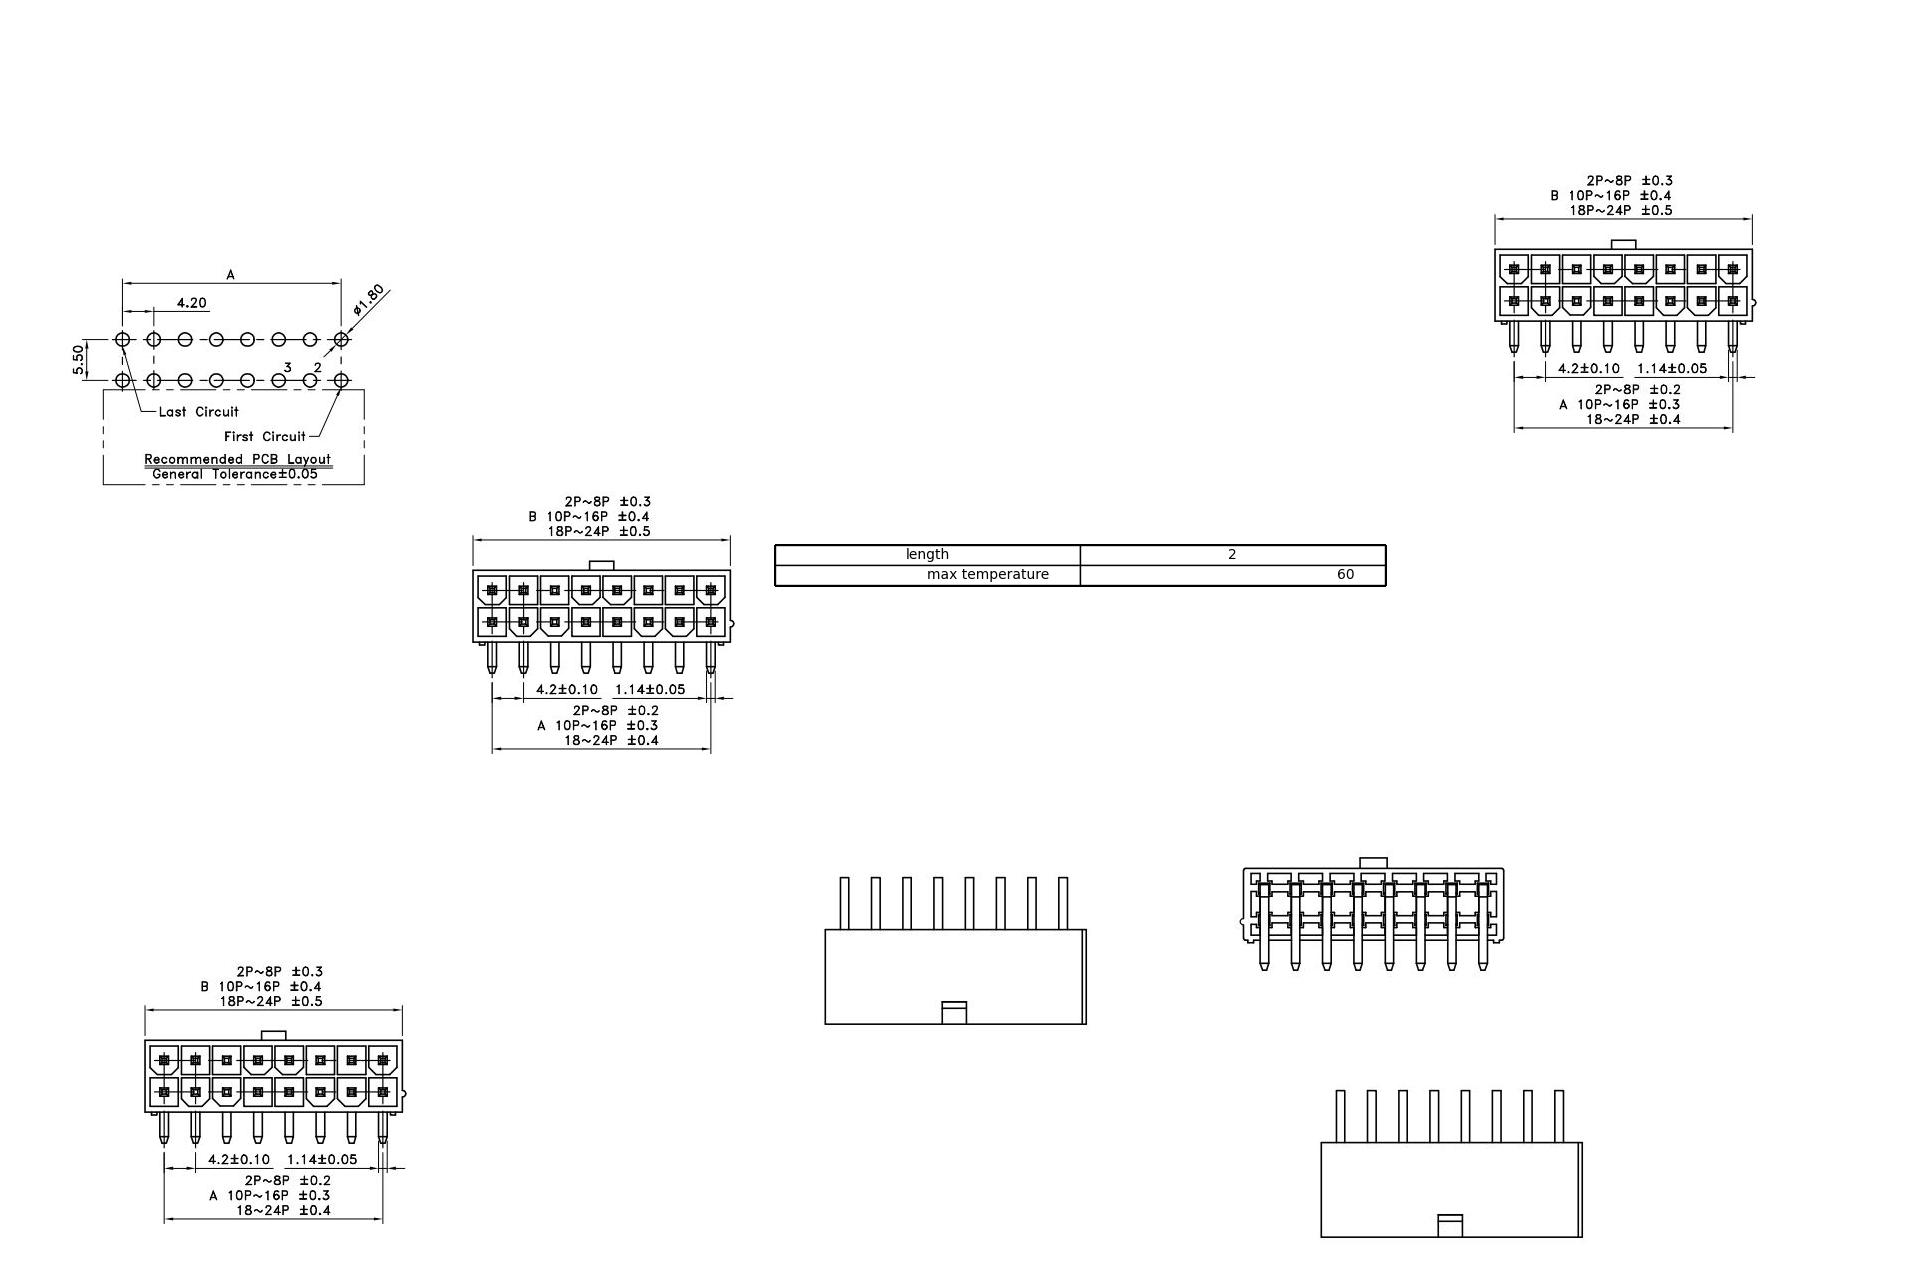 2P~8P ±0.3
B 10P~16P ±0.4
18P~24P ±0.5
4.2±0.10 1.14±0.05
2P~8P ±0.2
A 10P~16P ±0.3
18~24P ±0.4
A
4.20
ø1.80
5.50
3 2
Last Circuit
First Circuit
Recommended PCB Layout
General Tolerance±0.05
2P~8P ±0.3
B 10P~16P ±0.4
18P~24P ±0.5
4.2±0.10 1.14±0.05
2P~8P ±0.2
A 10P~16P ±0.3
18~24P ±0.4
length 2
max temperature 60
2P~8P ±0.3
B 10P~16P ±0.4
18P~24P ±0.5
4.2±0.10 1.14±0.05
2P~8P ±0.2
A 10P~16P ±0.3
18~24P ±0.4